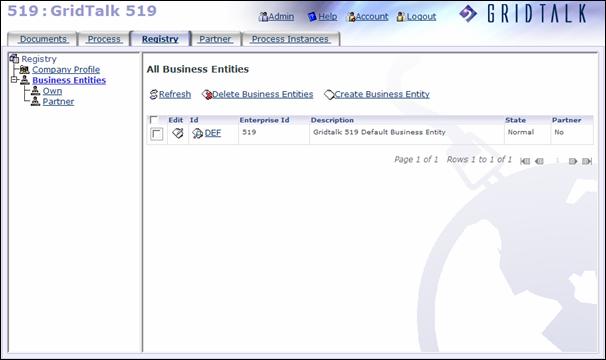 519 : GridTalk 519
Admin Help Account Logout
GRIDTALK
Documents Process Registry Partner Process Instances
Registry
Company Profile
Business Entities
Own
Partner
All Business Entities
Refresh Delete Business Entities Create Business Entity
Edit Id Enterprise Id Description State Partner
DEF 519 Gridtalk 519 Default Business Entity Normal No
Page 1 of 1 Rows 1 to 1 of 1 1